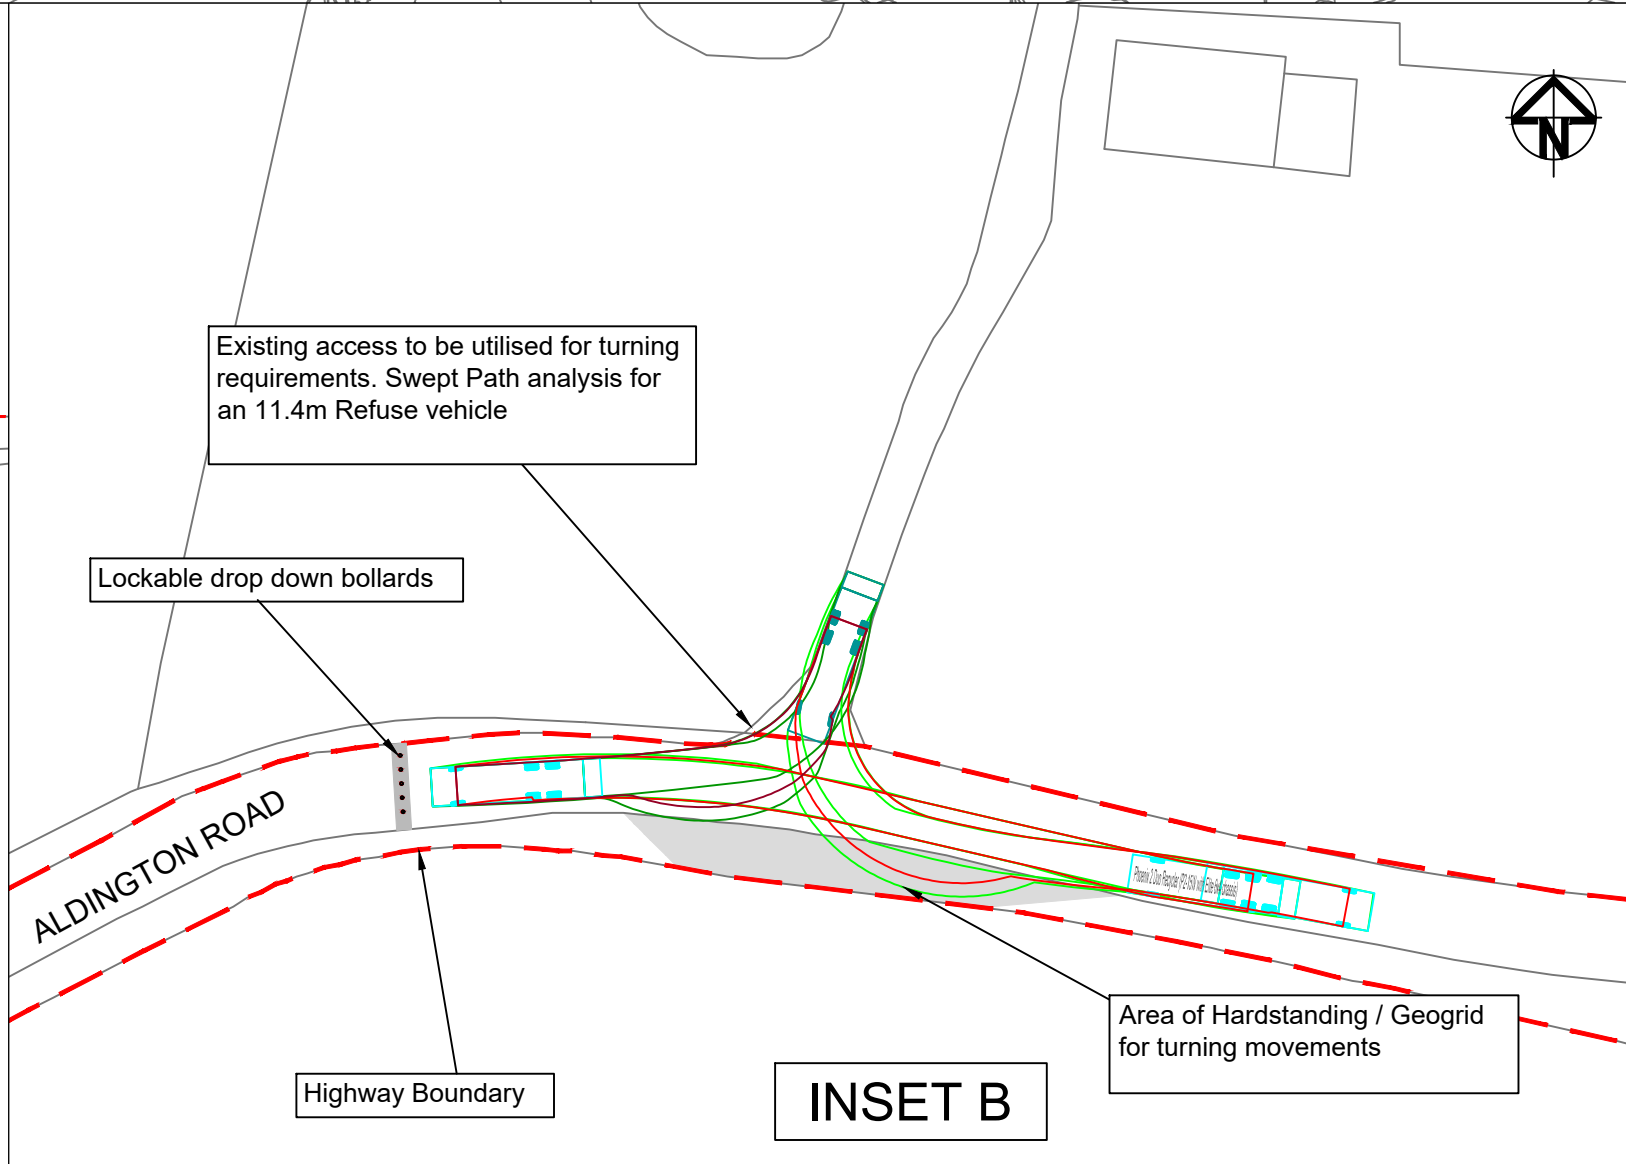 N
Existing access to be utilised for turning
requirements. Swept Path analysis for
an 11.4m Refuse vehicle
Lockable drop down bollards
ALDINGTON ROAD
Area of Hardstanding / Geogrid
for turning movements
Highway Boundary
INSET B